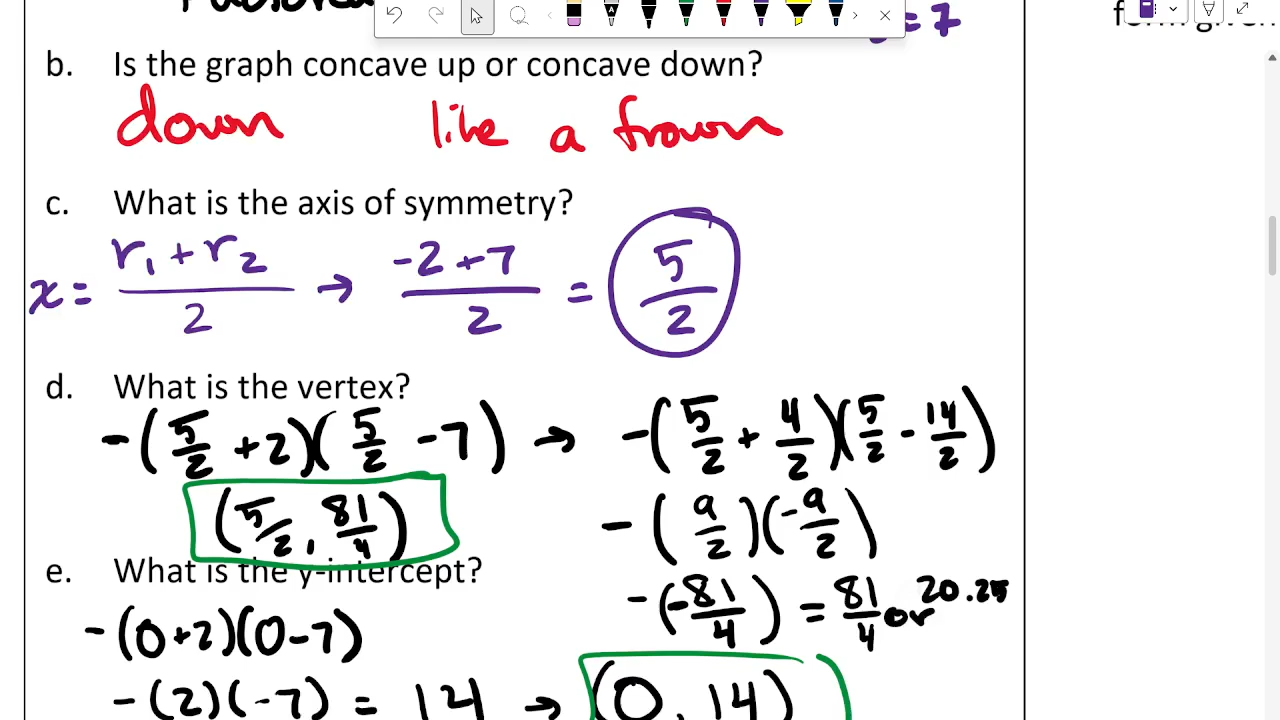 = 7
b. Is the graph concave up or concave down?
down like a frown
c. What is the axis of symmetry?
x = r₁ + r₂ / 2 → -2 + 7 / 2 = 5/2
d. What is the vertex?
-(5/2 + 2)(5/2 - 7) → -(5/2 + 4/2)(5/2 - 14/2)
(5/2, 81/4)
-(9/2)(-9/2)
-(-81/4) = 81/4 or 20.25
e. What is the y-intercept?
-(0+2)(0-7)
-(2)(-7) = 14 → (0, 14)